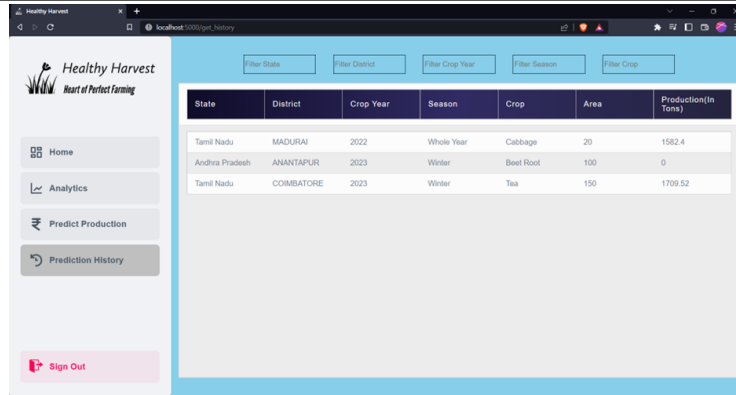 Healthy Harvest
localhost:5000/get_history
Healthy Harvest
Heart of Perfect Farming
Home
Analytics
Predict Production
Prediction History
Sign Out
Filter State Filter District Filter Crop Year Filter Season Filter Crop
State District Crop Year Season Crop Area Production(In Tons)
Tamil Nadu MADURAI 2022 Whole Year Cabbage 20 1582.4
Andhra Pradesh ANANTAPUR 2023 Winter Beet Root 100 0
Tamil Nadu COIMBATORE 2023 Winter Tea 150 1709.52